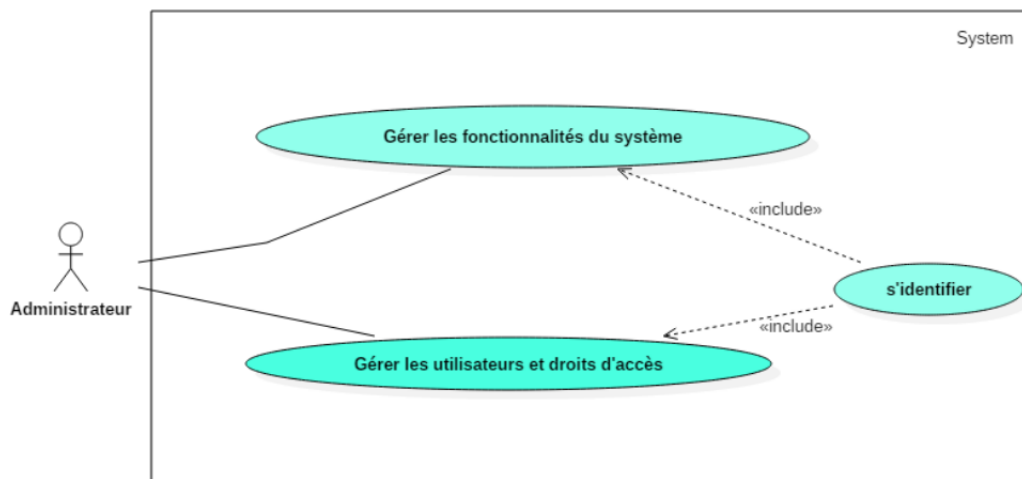 System
Gérer les fonctionnalités du système
«include»
Administrateur
s'identifier
«include»
Gérer les utilisateurs et droits d'accès